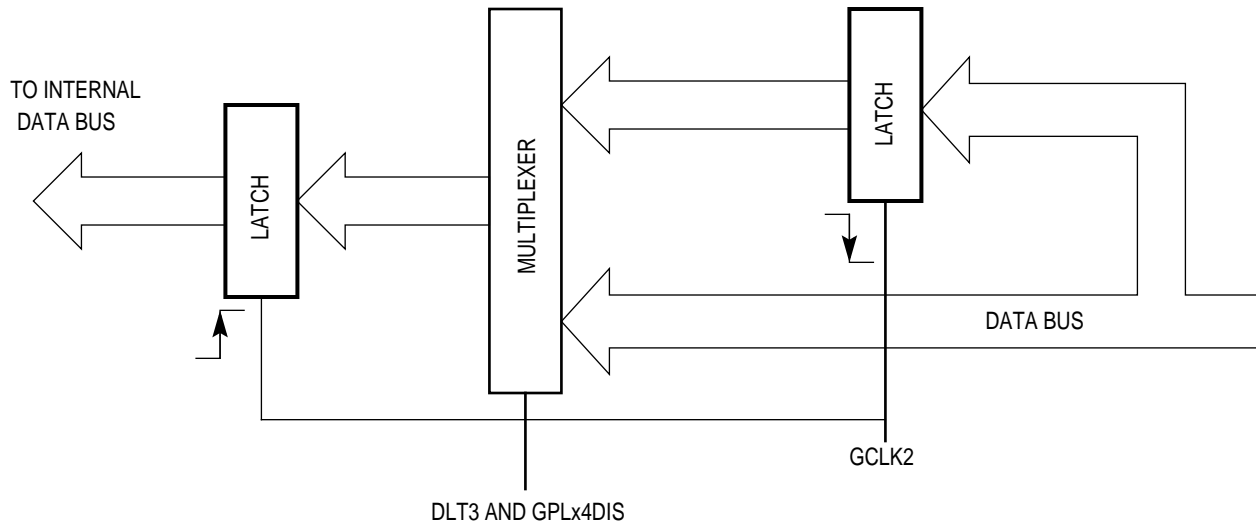 TO INTERNAL
DATA BUS
LATCH
MULTIPLEXER
LATCH
DATA BUS
GCLK2
DLT3 AND GPLx4DIS